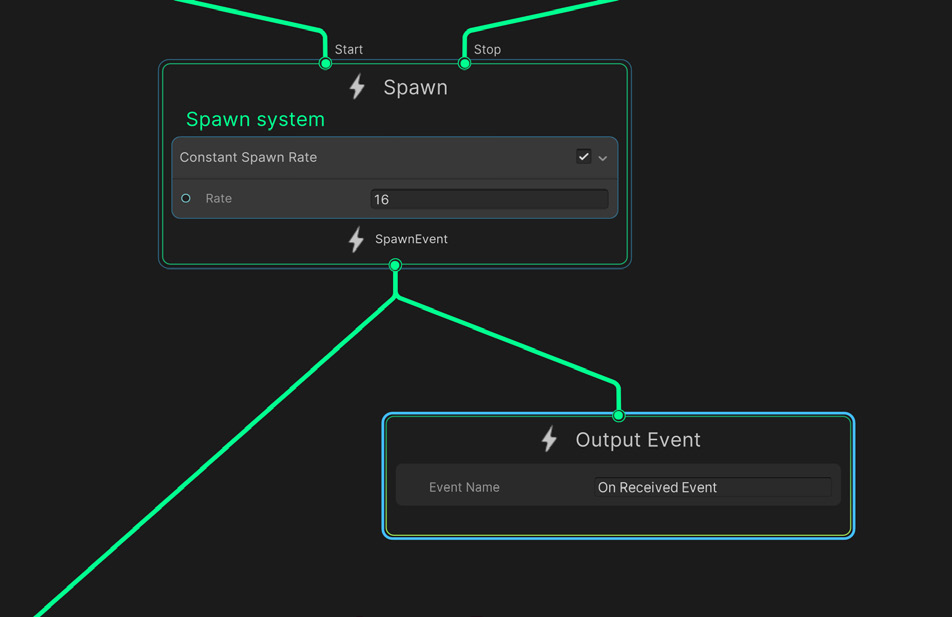 Start
Stop
Spawn
Spawn system
Constant Spawn Rate
Rate
16
SpawnEvent
Output Event
Event Name
On Received Event